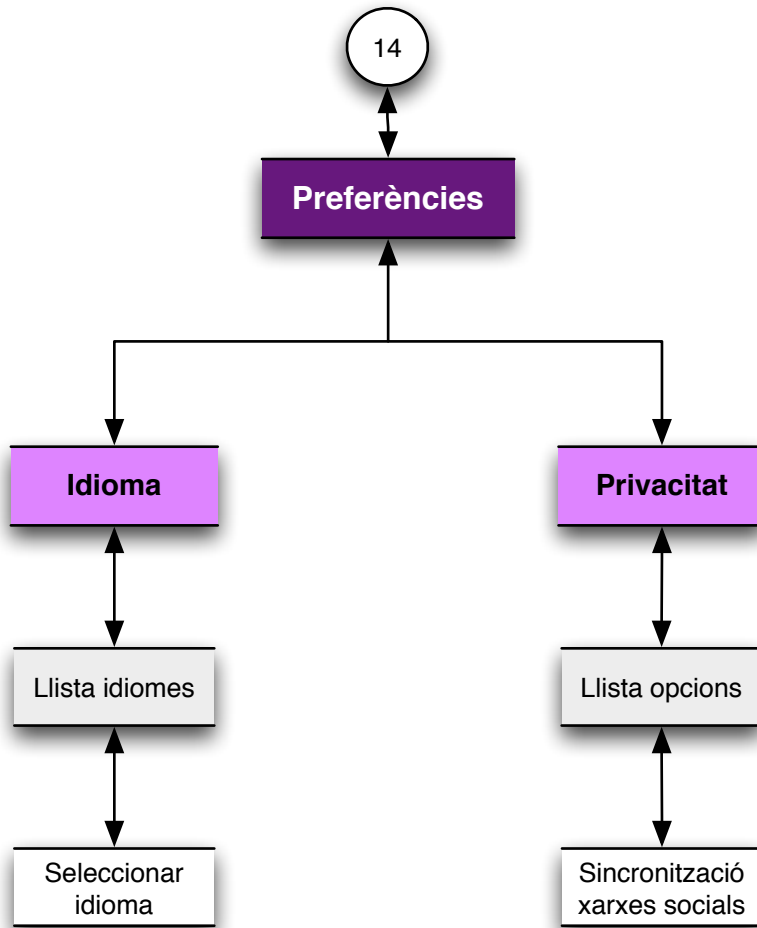 14
Preferències
Idioma
Privacitat
Llista idiomes
Llista opcions
Seleccionar
idioma
Sincronització
xarxes socials